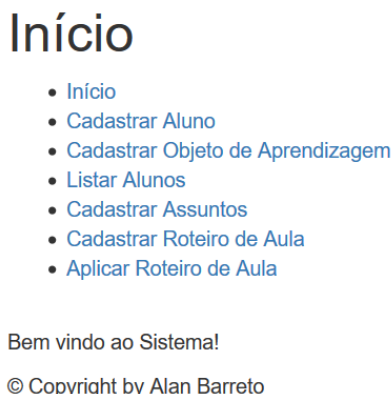 Início
Início
Cadastrar Aluno
Cadastrar Objeto de Aprendizagem
Listar Alunos
Cadastrar Assuntos
Cadastrar Roteiro de Aula
Aplicar Roteiro de Aula
Bem vindo ao Sistema!
© Copyright by Alan Barreto